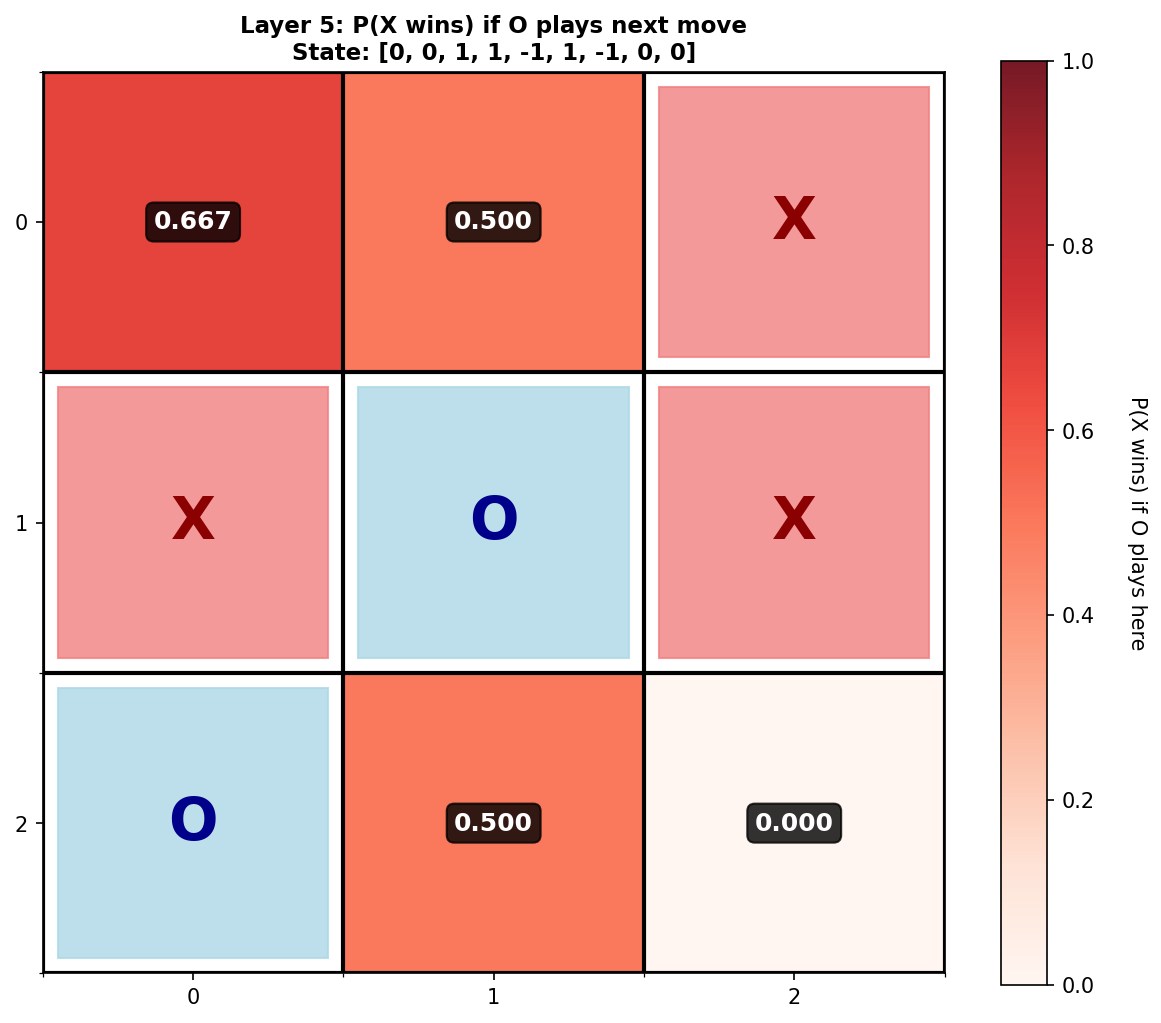 Layer 5: P(X wins) if O plays next move
State: [0, 0, 1, 1, -1, 1, -1, 0, 0]
0
0.667
0.500
X
1
X
O
X
2
O
0.500
0.000
0
1
2
1.0
0.8
0.6
0.4
0.2
0.0
P(X wins) if O plays here